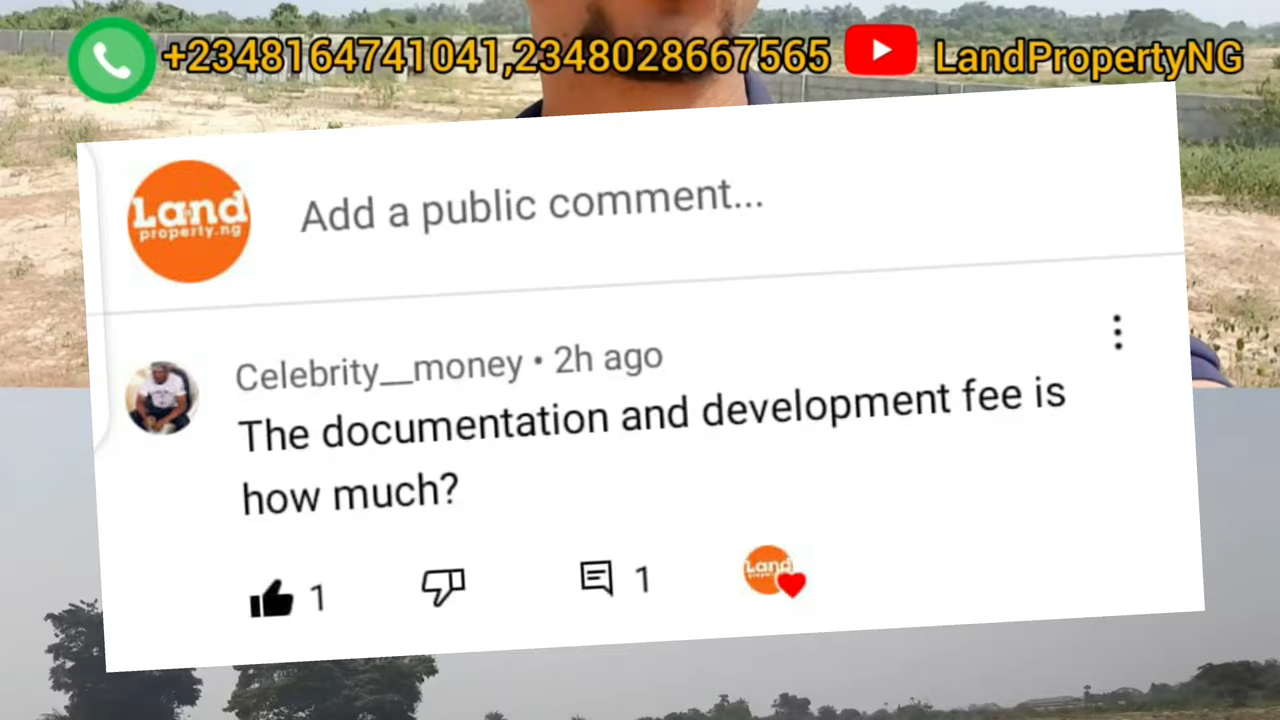 +2348164741041,2348028667565 LandPropertyNG
Land
property.ng
Add a public comment...
Celebrity__money • 2h ago
The documentation and development fee is
how much?
1 1
Land